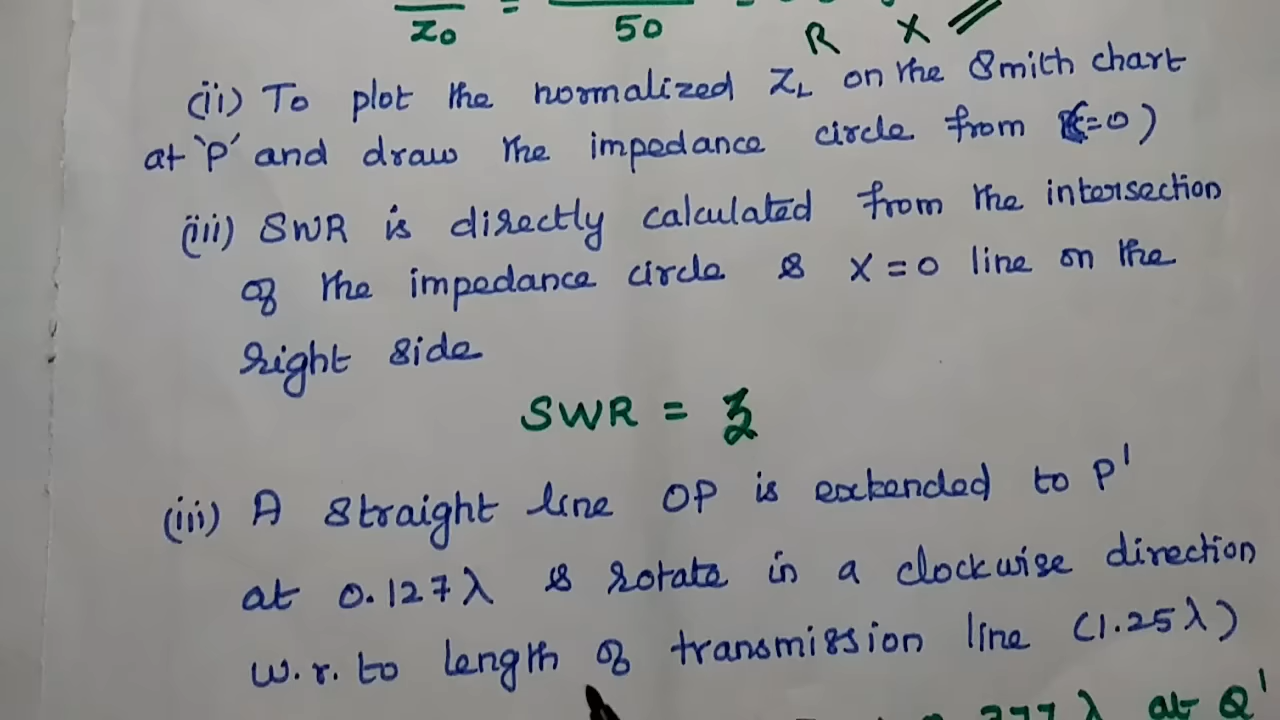 Z0 = 50 R X
(ii) To plot the normalized ZL on the Smith chart
at 'P' and draw the impedance circle from =0)
(iii) SWR is directly calculated from the intersection
of the impedance circle & X=0 line on the
right side
SWR =
(iii) A straight line OP is extended to P'
at 0.127λ & rotate in a clockwise direction
w.r.to length of transmission line (1.25λ)
at Q'